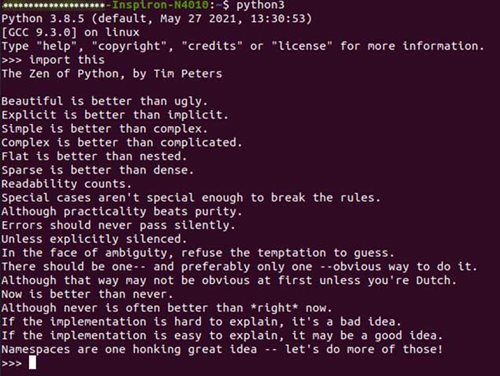 -Inspiron-N4010:~$ python3
Python 3.8.5 (default, May 27 2021, 13:30:53)
[GCC 9.3.0] on linux
Type "help", "copyright", "credits" or "license" for more information.
>>> import this
The Zen of Python, by Tim Peters

Beautiful is better than ugly.
Explicit is better than implicit.
Simple is better than complex.
Complex is better than complicated.
Flat is better than nested.
Sparse is better than dense.
Readability counts.
Special cases aren't special enough to break the rules.
Although practicality beats purity.
Errors should never pass silently.
Unless explicitly silenced.
In the face of ambiguity, refuse the temptation to guess.
There should be one-- and preferably only one --obvious way to do it.
Although that way may not be obvious at first unless you're Dutch.
Now is better than never.
Although never is often better than *right* now.
If the implementation is hard to explain, it's a bad idea.
If the implementation is easy to explain, it may be a good idea.
Namespaces are one honking great idea -- let's do more of those!
>>>